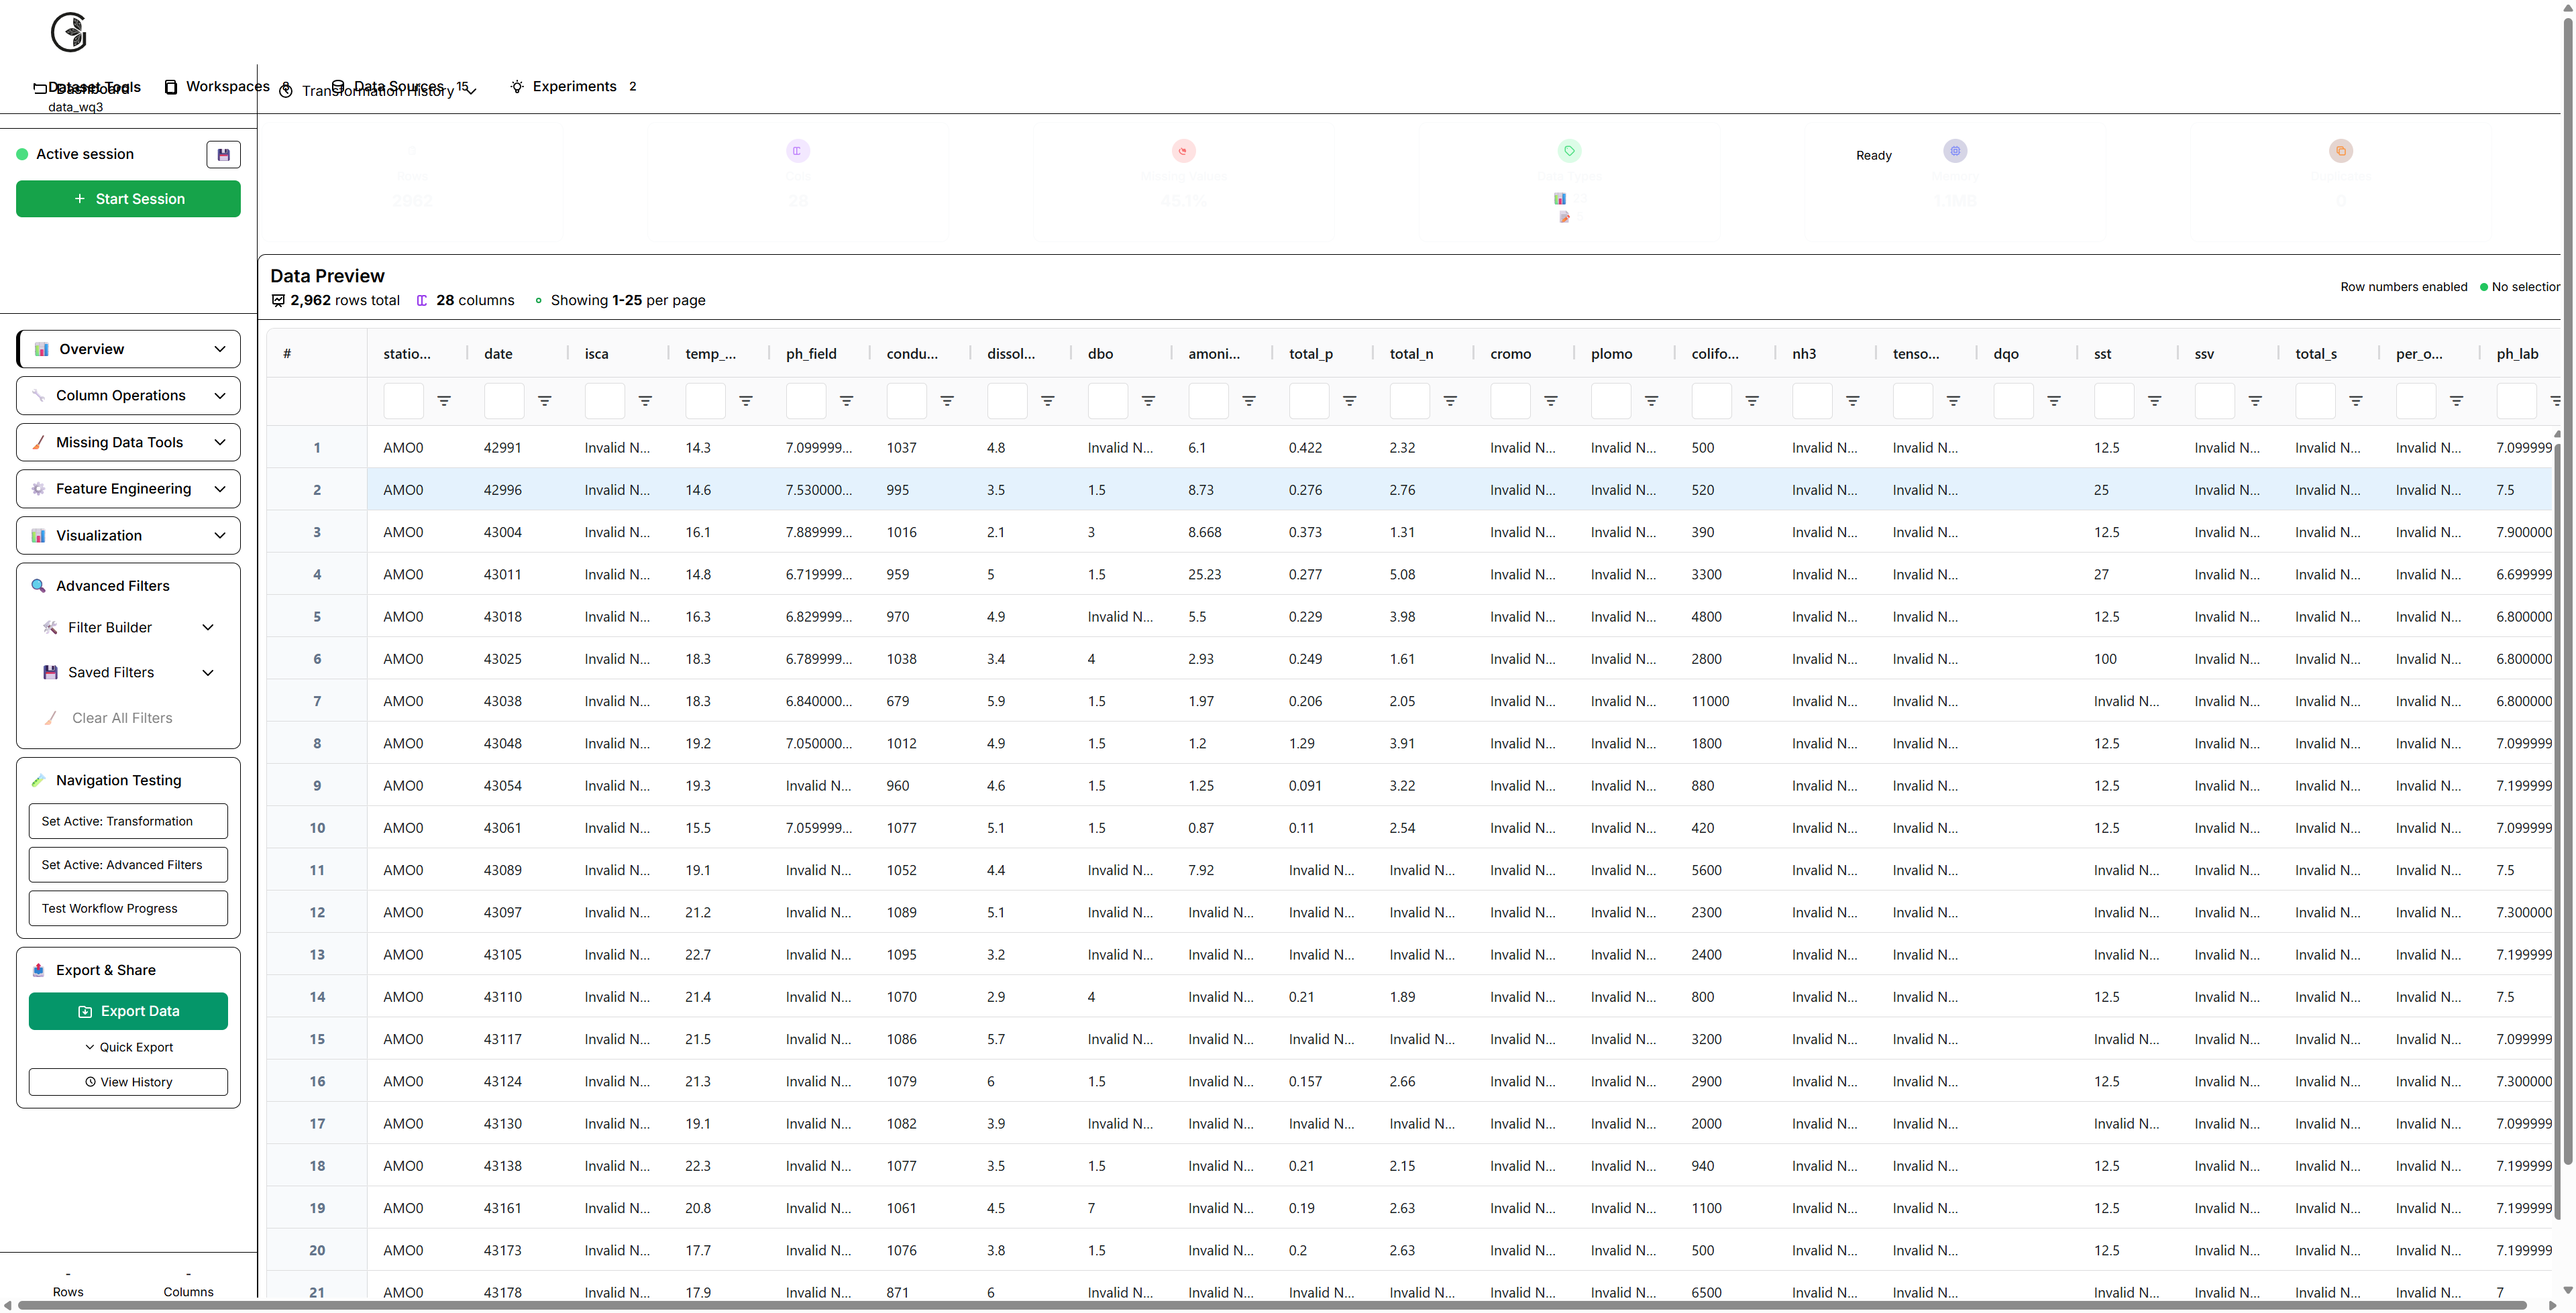 Dataset Tools
Dashboard
data_wq3
Workspaces 8
Transformation History
Data Sources 15
Experiments 2
Active session
+ Start Session
Rows
2962
28
45.1%
Ready
1.1MB
0
Data Preview
2,962 rows total 28 columns Showing 1-25 per page
Row numbers enabled No selection
Overview
Column Operations
Missing Data Tools
Feature Engineering
Visualization
Advanced Filters
Filter Builder
Saved Filters
Clear All Filters
Navigation Testing
Set Active: Transformation
Set Active: Advanced Filters
Test Workflow Progress
Export & Share
Export Data
Quick Export
View History
- -
Rows Columns
# statio... date isca temp_... ph_field condu... dissol... dbo amoni... total_p total_n cromo plomo colifo... nh3 tenso... dqo sst ssv total_s per_o... ph_lab
1 AMO0 42991 Invalid N... 14.3 7.099999... 1037 4.8 Invalid N... 6.1 0.422 2.32 Invalid N... Invalid N... 500 Invalid N... Invalid N... 12.5 Invalid N... Invalid N... Invalid N... 7.099999
2 AMO0 42996 Invalid N... 14.6 7.530000... 995 3.5 1.5 8.73 0.276 2.76 Invalid N... Invalid N... 520 Invalid N... Invalid N... 25 Invalid N... Invalid N... Invalid N... 7.5
3 AMO0 43004 Invalid N... 16.1 7.889999... 1016 2.1 3 8.668 0.373 1.31 Invalid N... Invalid N... 390 Invalid N... Invalid N... 12.5 Invalid N... Invalid N... Invalid N... 7.900000
4 AMO0 43011 Invalid N... 14.8 6.719999... 959 5 1.5 25.23 0.277 5.08 Invalid N... Invalid N... 3300 Invalid N... Invalid N... 27 Invalid N... Invalid N... Invalid N... 6.699999
5 AMO0 43018 Invalid N... 16.3 6.829999... 970 4.9 Invalid N... 5.5 0.229 3.98 Invalid N... Invalid N... 4800 Invalid N... Invalid N... 12.5 Invalid N... Invalid N... Invalid N... 6.800000
6 AMO0 43025 Invalid N... 18.3 6.789999... 1038 3.4 4 2.93 0.249 1.61 Invalid N... Invalid N... 2800 Invalid N... Invalid N... 100 Invalid N... Invalid N... Invalid N... 6.800000
7 AMO0 43038 Invalid N... 18.3 6.840000... 679 5.9 1.5 1.97 0.206 2.05 Invalid N... Invalid N... 11000 Invalid N... Invalid N... Invalid N... Invalid N... Invalid N... Invalid N... 6.800000
8 AMO0 43048 Invalid N... 19.2 7.050000... 1012 4.9 1.5 1.2 1.29 3.91 Invalid N... Invalid N... 1800 Invalid N... Invalid N... 12.5 Invalid N... Invalid N... Invalid N... 7.099999
9 AMO0 43054 Invalid N... 19.3 Invalid N... 960 4.6 1.5 1.25 0.091 3.22 Invalid N... Invalid N... 880 Invalid N... Invalid N... 12.5 Invalid N... Invalid N... Invalid N... 7.199999
10 AMO0 43061 Invalid N... 15.5 7.059999... 1077 5.1 1.5 0.87 0.11 2.54 Invalid N... Invalid N... 420 Invalid N... Invalid N... 12.5 Invalid N... Invalid N... Invalid N... 7.099999
11 AMO0 43089 Invalid N... 19.1 Invalid N... 1052 4.4 Invalid N... 7.92 Invalid N... Invalid N... Invalid N... Invalid N... 5600 Invalid N... Invalid N... Invalid N... Invalid N... Invalid N... Invalid N... 7.5
12 AMO0 43097 Invalid N... 21.2 Invalid N... 1089 5.1 Invalid N... Invalid N... Invalid N... Invalid N... Invalid N... Invalid N... 2300 Invalid N... Invalid N... Invalid N... Invalid N... Invalid N... Invalid N... 7.300000
13 AMO0 43105 Invalid N... 22.7 Invalid N... 1095 3.2 Invalid N... Invalid N... Invalid N... Invalid N... Invalid N... Invalid N... 2400 Invalid N... Invalid N... Invalid N... Invalid N... Invalid N... Invalid N... 7.199999
14 AMO0 43110 Invalid N... 21.4 Invalid N... 1070 2.9 4 Invalid N... 0.21 1.89 Invalid N... Invalid N... 800 Invalid N... Invalid N... 12.5 Invalid N... Invalid N... Invalid N... 7.5
15 AMO0 43117 Invalid N... 21.5 Invalid N... 1086 5.7 Invalid N... Invalid N... Invalid N... Invalid N... Invalid N... Invalid N... 3200 Invalid N... Invalid N... Invalid N... Invalid N... Invalid N... Invalid N... 7.099999
16 AMO0 43124 Invalid N... 21.3 Invalid N... 1079 6 1.5 Invalid N... 0.157 2.66 Invalid N... Invalid N... 2900 Invalid N... Invalid N... 12.5 Invalid N... Invalid N... Invalid N... 7.300000
17 AMO0 43130 Invalid N... 19.1 Invalid N... 1082 3.9 Invalid N... Invalid N... Invalid N... Invalid N... Invalid N... Invalid N... 2000 Invalid N... Invalid N... Invalid N... Invalid N... Invalid N... Invalid N... 7.099999
18 AMO0 43138 Invalid N... 22.3 Invalid N... 1077 3.5 1.5 Invalid N... 0.21 2.15 Invalid N... Invalid N... 940 Invalid N... Invalid N... 12.5 Invalid N... Invalid N... Invalid N... 7.199999
19 AMO0 43161 Invalid N... 20.8 Invalid N... 1061 4.5 7 Invalid N... 0.19 2.63 Invalid N... Invalid N... 1100 Invalid N... Invalid N... 12.5 Invalid N... Invalid N... Invalid N... 7.199999
20 AMO0 43173 Invalid N... 17.7 Invalid N... 1076 3.8 1.5 Invalid N... 0.2 2.63 Invalid N... Invalid N... 500 Invalid N... Invalid N... 12.5 Invalid N... Invalid N... Invalid N... 7.199999
21 AMO0 43178 Invalid N... 17.9 Invalid N... 871 6 Invalid N... Invalid N... Invalid N... Invalid N... Invalid N... Invalid N... 6500 Invalid N... Invalid N... Invalid N... Invalid N... Invalid N... Invalid N... 7